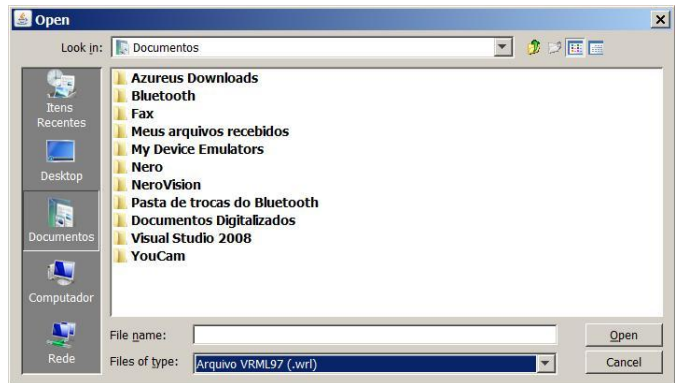 Open
Look in: Documentos
Itens
Recentes
Desktop
Documentos
Computador
Rede
Azureus Downloads
Bluetooth
Fax
Meus arquivos recebidos
My Device Emulators
Nero
NeroVision
Pasta de trocas do Bluetooth
Documentos Digitalizados
Visual Studio 2008
YouCam
File name:
Open
Files of type: Arquivo VRML97 (.wrl)
Cancel